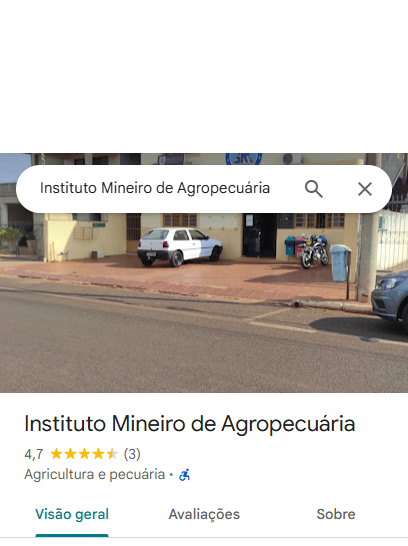 Instituto Mineiro de Agropecuária
Instituto Mineiro de Agropecuária
4,7 (3)
Agricultura e pecuária ·
Visão geral Avaliações Sobre